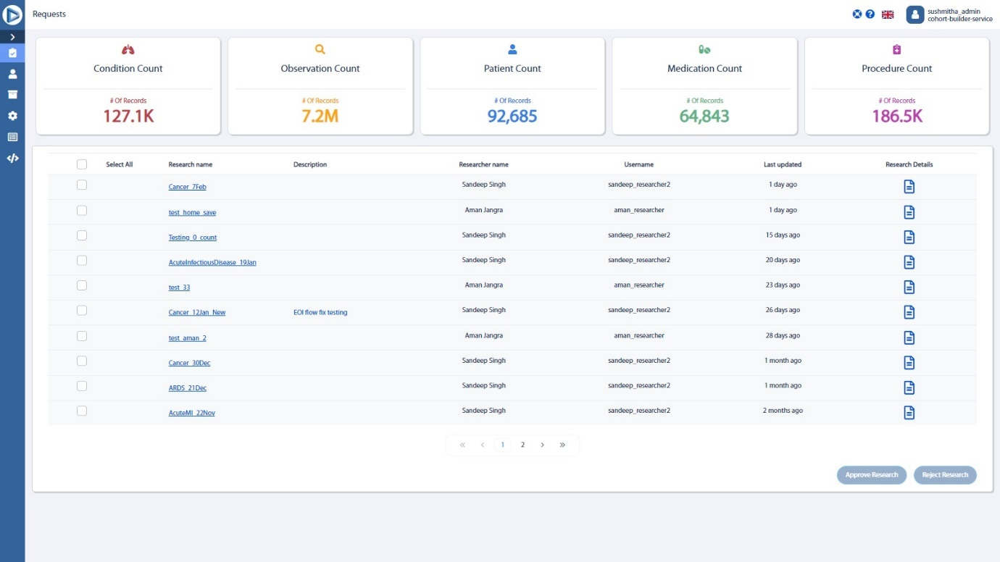 Requests
sushmitha_admin
cohort-builder-service
Condition Count
# Of Records
127.1K
Observation Count
# Of Records
7.2M
Patient Count
# Of Records
92,685
Medication Count
# Of Records
64,843
Procedure Count
# Of Records
186.5K
Select All Research name Description Researcher name Username Last updated Research Details
Cancer_7Feb Sandeep Singh sandeep_researcher2 1 day ago
test_home_save Aman Jangra aman_researcher 1 day ago
Testing_0_count Sandeep Singh sandeep_researcher2 15 days ago
AcuteInfectiousDisease_19Jan Sandeep Singh sandeep_researcher2 20 days ago
test_33 Aman Jangra aman_researcher 23 days ago
Cancer_12Jan_New EOI flow fix testing Sandeep Singh sandeep_researcher2 26 days ago
test_aman_2 Aman Jangra aman_researcher 28 days ago
Cancer_30Dec Sandeep Singh sandeep_researcher2 1 month ago
ARDS_21Dec Sandeep Singh sandeep_researcher2 1 month ago
AcuteMI_22Nov Sandeep Singh sandeep_researcher2 2 months ago
« ‹ 1 2 › »
Approve Research Reject Research